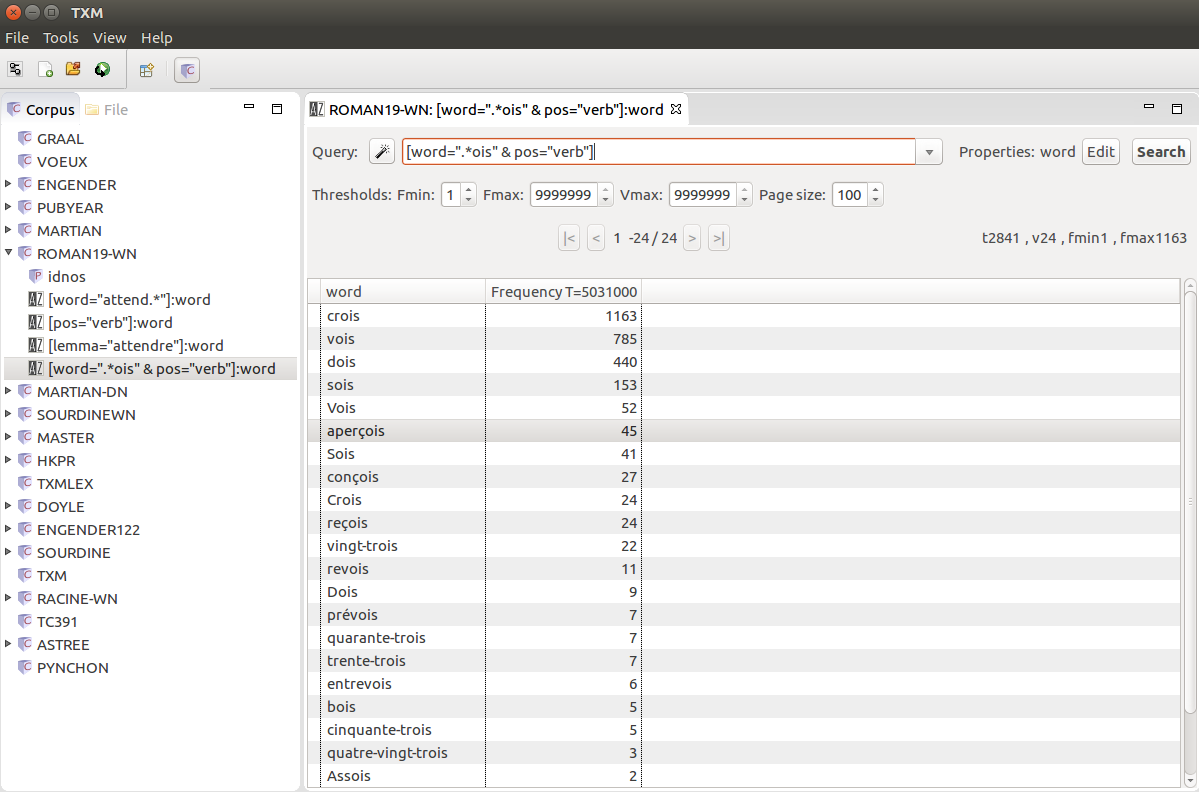 TXM
File Tools View Help
Corpus File
GRAAL
VOEUX
ENGENDER
PUBYEAR
MARTIAN
ROMAN19-WN
idnos
[word="attend.*"]:word
[pos="verb"]:word
[lemma="attendre"]:word
[word=".*ois" & pos="verb"]:word
MARTIAN-DN
SOURDINEWN
MASTER
HKPR
TXMLEX
DOYLE
ENGENDER122
SOURDINE
TXM
RACINE-WN
TC391
ASTREE
PYNCHON
ROMAN19-WN: [word=".*ois" & pos="verb"]:word
Query: [word=".*ois" & pos="verb"] Properties: word Edit Search
Thresholds: Fmin: 1 Fmax: 9999999 Vmax: 9999999 Page size: 100
|< < 1 -24 / 24 > >| t2841 , v24 , fmin1 , fmax1163
word Frequency T=5031000
crois 1163
vois 785
dois 440
sois 153
Vois 52
aperçois 45
Sois 41
conçois 27
Crois 24
reçois 24
vingt-trois 22
revois 11
Dois 9
prévois 7
quarante-trois 7
trente-trois 7
entrevois 6
bois 5
cinquante-trois 5
quatre-vingt-trois 3
Assois 2